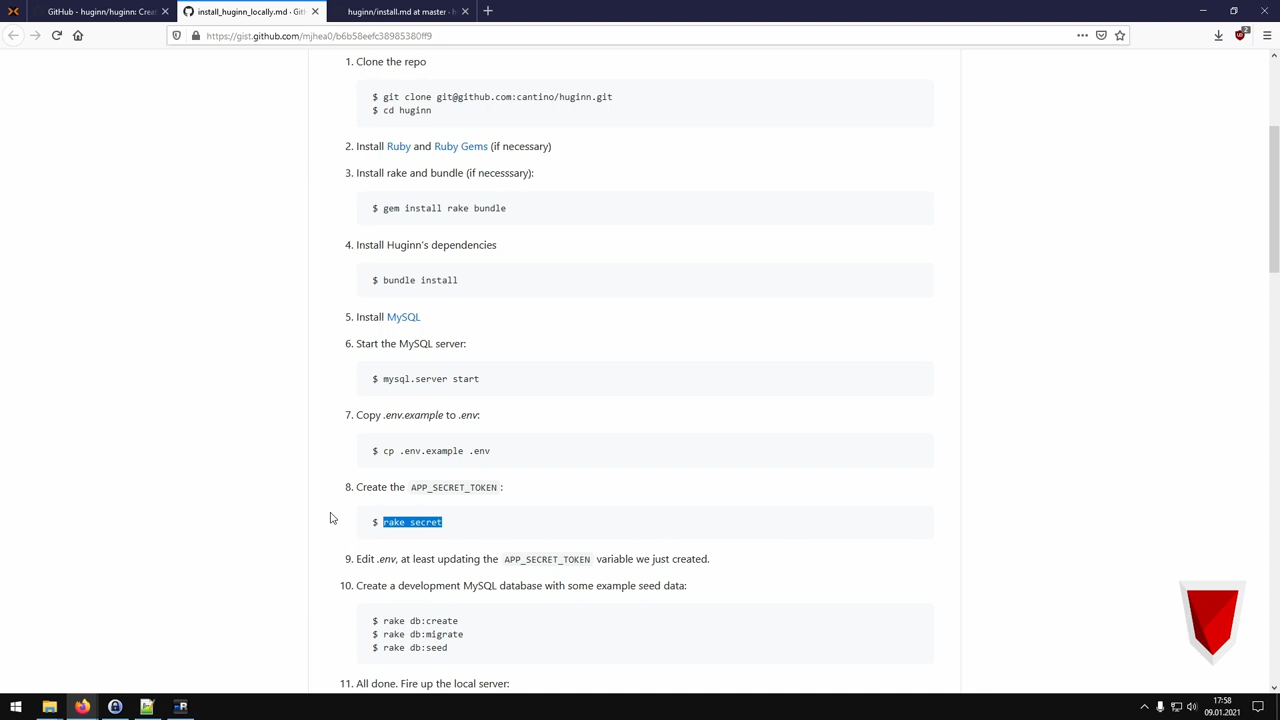 GitHub - huginn/huginn: Crea
install_huginn_locally.md · Git
huginn/install.md at master · h
https://gist.github.com/mjhea0/b6b58eefc38985380ff9
1. Clone the repo
$ git clone git@github.com:cantino/huginn.git
$ cd huginn
2. Install Ruby and Ruby Gems (if necessary)
3. Install rake and bundle (if necesssary):
$ gem install rake bundle
4. Install Huginn's dependencies
$ bundle install
5. Install MySQL
6. Start the MySQL server:
$ mysql.server start
7. Copy .env.example to .env:
$ cp .env.example .env
8. Create the APP_SECRET_TOKEN :
$ rake secret
9. Edit .env, at least updating the APP_SECRET_TOKEN variable we just created.
10. Create a development MySQL database with some example seed data:
$ rake db:create
$ rake db:migrate
$ rake db:seed
11. All done. Fire up the local server:
17:58
09.01.2021